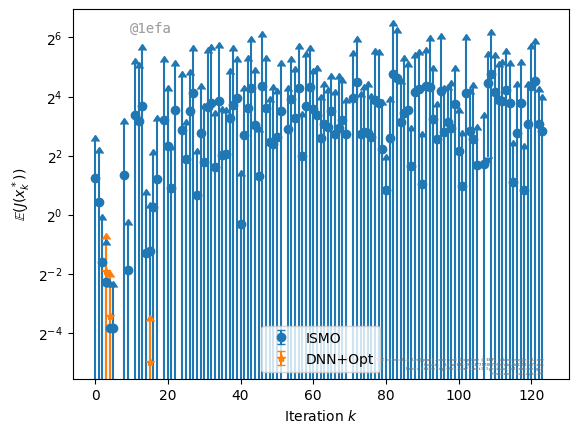 @1efa
2^6
2^4
2^2
2^0
2^-2
2^-4
𝔼(J(x_k^*))
ISMO
DNN+Opt
0 20 40 60 80 100 120
Iteration k